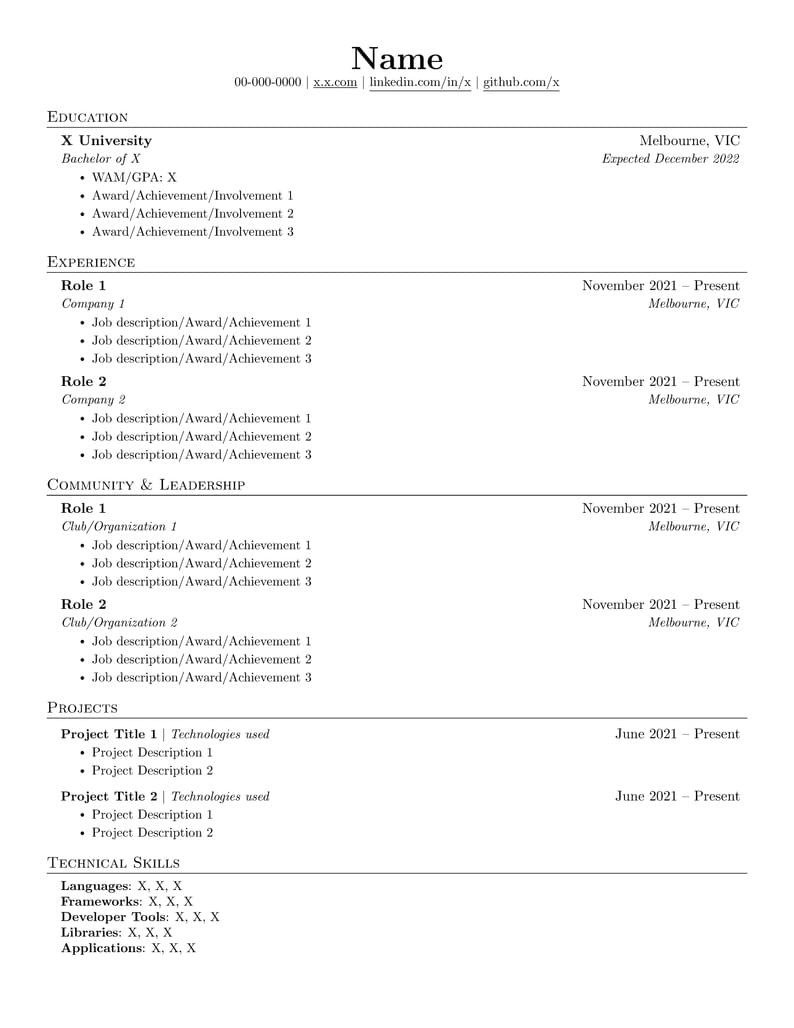 Name
00-000-0000 | x.x.com | linkedin.com/in/x | github.com/x
Education
X University Melbourne, VIC
Bachelor of X Expected December 2022
• WAM/GPA: X
• Award/Achievement/Involvement 1
• Award/Achievement/Involvement 2
• Award/Achievement/Involvement 3
Experience
Role 1 November 2021 – Present
Company 1 Melbourne, VIC
• Job description/Award/Achievement 1
• Job description/Award/Achievement 2
• Job description/Award/Achievement 3
Role 2 November 2021 – Present
Company 2 Melbourne, VIC
• Job description/Award/Achievement 1
• Job description/Award/Achievement 2
• Job description/Award/Achievement 3
Community & Leadership
Role 1 November 2021 – Present
Club/Organization 1 Melbourne, VIC
• Job description/Award/Achievement 1
• Job description/Award/Achievement 2
• Job description/Award/Achievement 3
Role 2 November 2021 – Present
Club/Organization 2 Melbourne, VIC
• Job description/Award/Achievement 1
• Job description/Award/Achievement 2
• Job description/Award/Achievement 3
Projects
Project Title 1 | Technologies used June 2021 – Present
• Project Description 1
• Project Description 2
Project Title 2 | Technologies used June 2021 – Present
• Project Description 1
• Project Description 2
Technical Skills
Languages: X, X, X
Frameworks: X, X, X
Developer Tools: X, X, X
Libraries: X, X, X
Applications: X, X, X